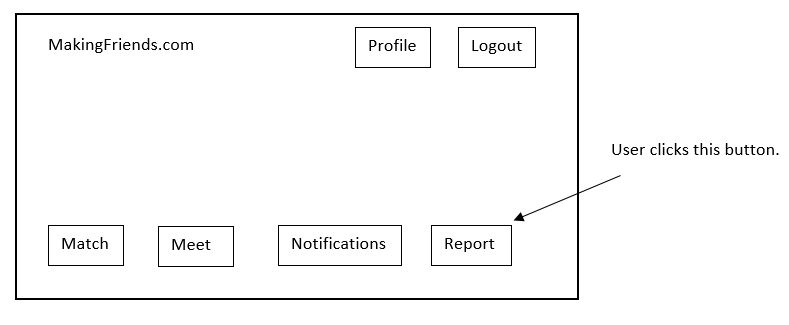 MakingFriends.com
Profile
Logout
User clicks this button.
Match
Meet
Notifications
Report